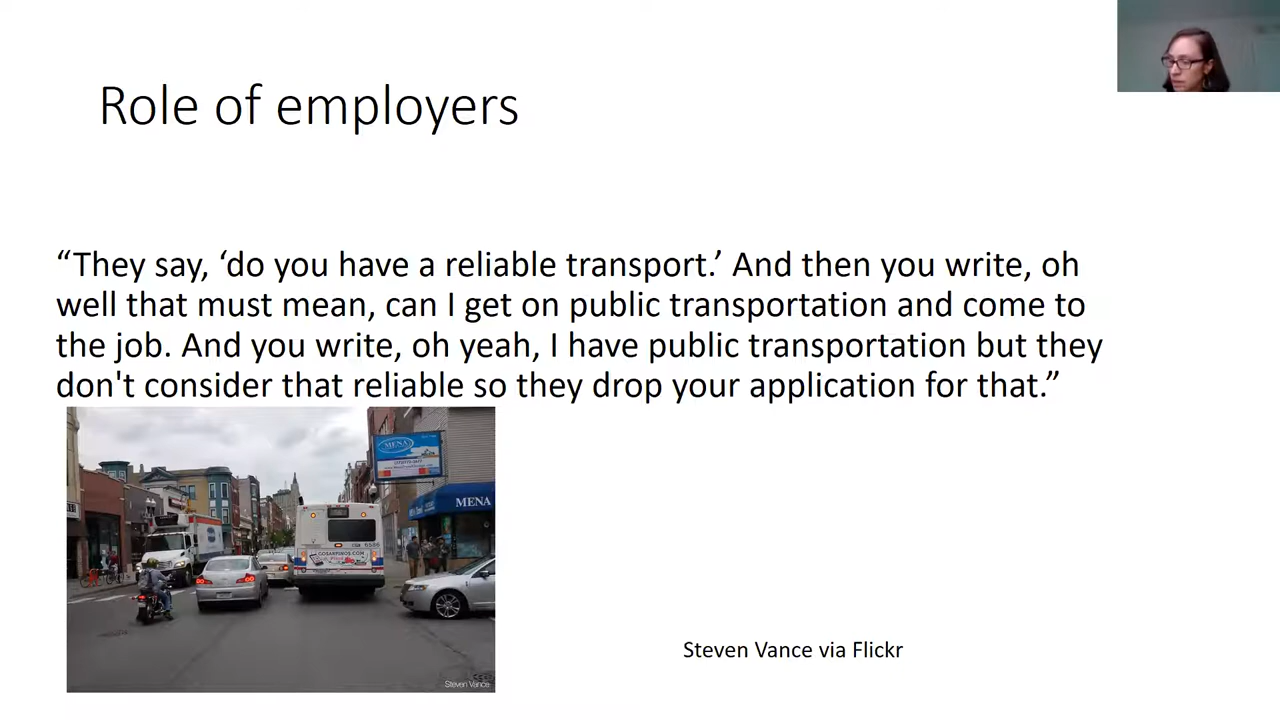 Role of employers
“They say, ‘do you have a reliable transport.’ And then you write, oh
well that must mean, can I get on public transportation and come to
the job. And you write, oh yeah, I have public transportation but they
don't consider that reliable so they drop your application for that.”
MENA
MENA
COSARFINOS.COM
Steven Vance via Flickr
Steven Vance